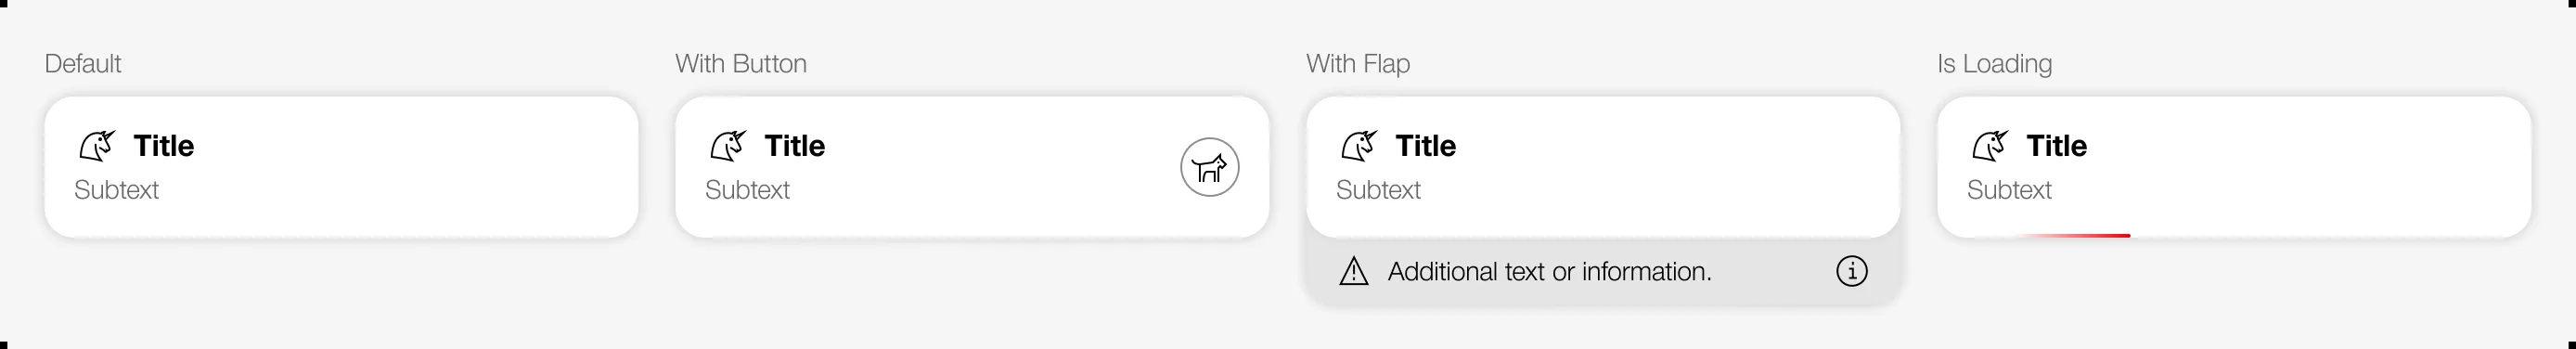 Default
Title
Subtext
With Button
Title
Subtext
With Flap
Title
Subtext
Additional text or information.
Is Loading
Title
Subtext